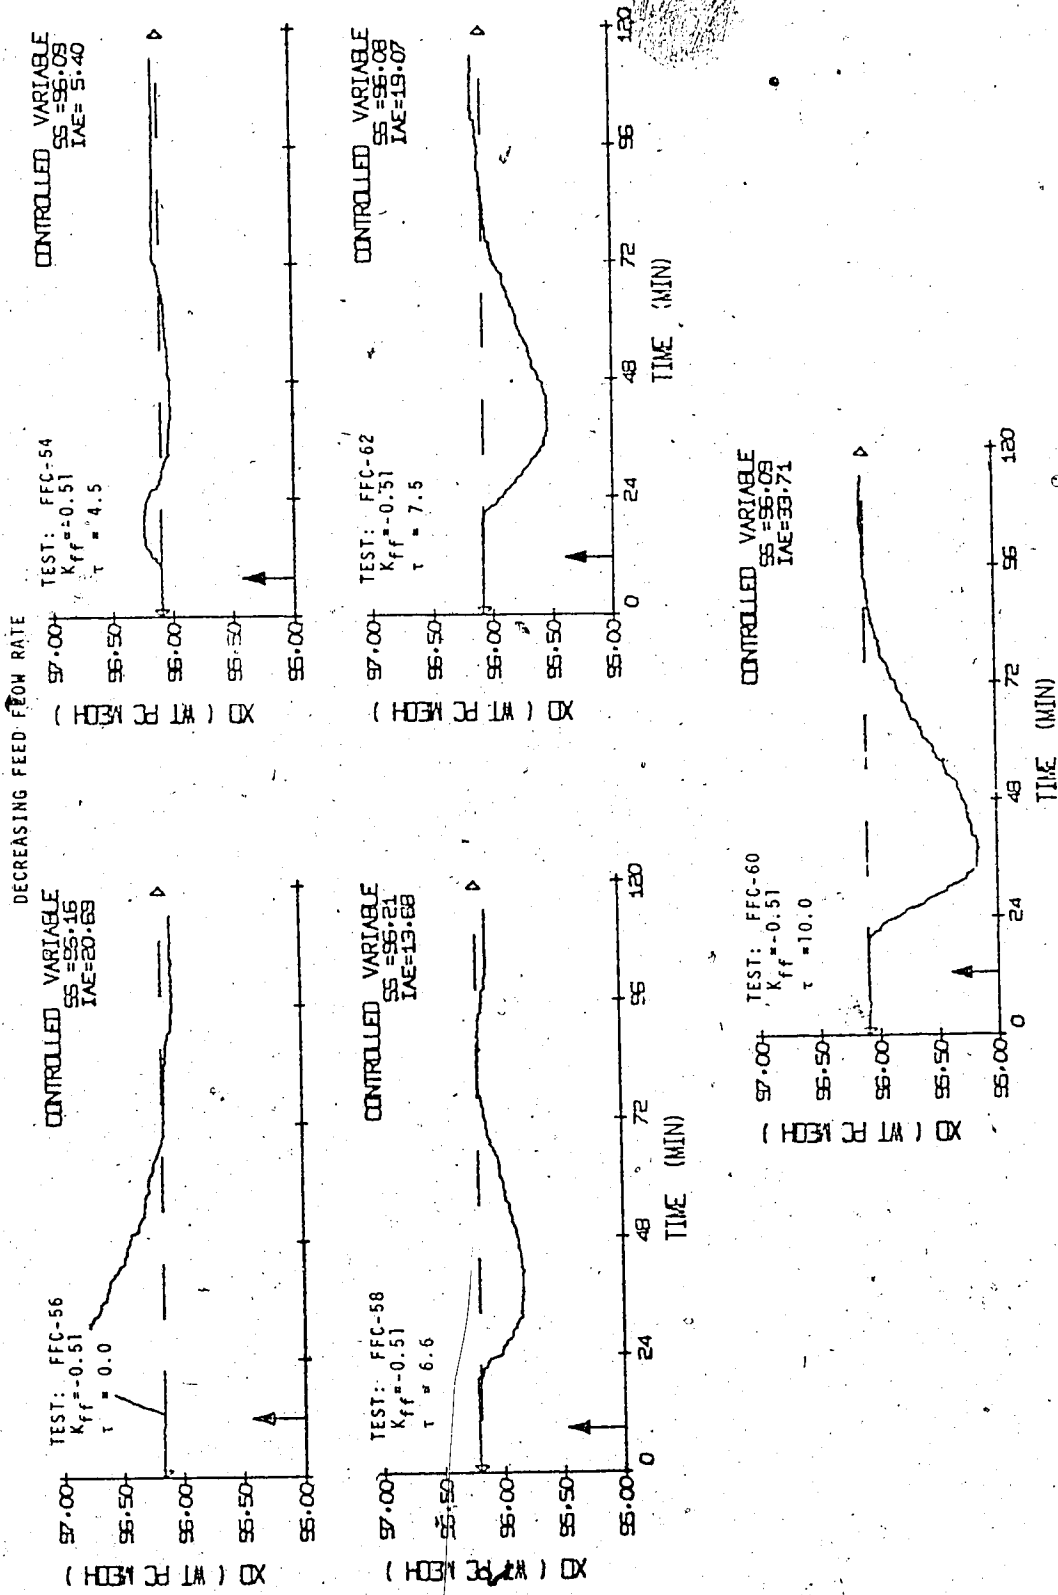 DECREASING FEED FLOW RATE
TEST: FFC-56
Kff=-0.51
τ = 0.0
CONTROLLED VARIABLE
SS =96.16
IAE=20.69
97.00
96.50
96.00
95.50
95.00
XD ( WT PC MEOH )
TEST: FFC-54
Kff=-0.51
τ = 4.5
CONTROLLED VARIABLE
SS =96.09
IAE= 5.40
97.00
96.50
96.00
95.50
95.00
XD ( WT PC MEOH )
TEST: FFC-58
Kff=-0.51
τ = 6.6
CONTROLLED VARIABLE
SS =96.21
IAE=13.68
97.00
96.50
96.00
95.50
95.00
XD ( WT PC MEOH )
0 24 48 72 96 120
TIME (MIN)
TEST: FFC-62
Kff=-0.51
τ = 7.5
CONTROLLED VARIABLE
SS =96.08
IAE=19.07
97.00
96.50
96.00
95.50
95.00
XD ( WT PC MEOH )
0 24 48 72 96 120
TIME (MIN)
TEST: FFC-60
Kff=-0.51
τ =10.0
CONTROLLED VARIABLE
SS =96.09
IAE=33.71
97.00
96.50
96.00
95.50
95.00
XD ( WT PC MEOH )
0 24 48 72 96 120
TIME (MIN)